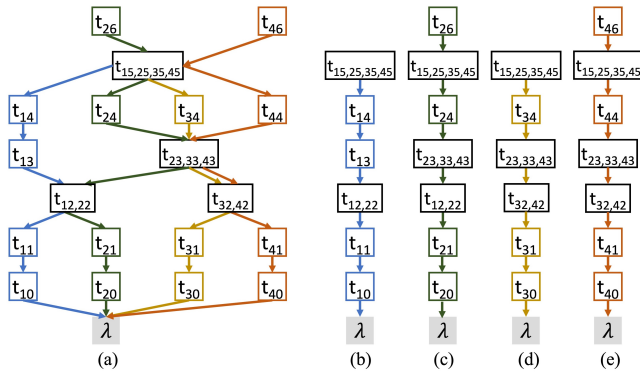 t26 t46 t26 t46
t15,25,35,45 t15,25,35,45 t15,25,35,45 t15,25,35,45 t15,25,35,45
t14 t24 t34 t44 t14 t24 t34 t44
t13 t23,33,43 t13 t23,33,43 t23,33,43 t23,33,43
t12,22 t32,42 t12,22 t12,22 t32,42 t32,42
t11 t21 t31 t41 t11 t21 t31 t41
t10 t20 t30 t40 t10 t20 t30 t40
λ λ λ λ λ
(a) (b) (c) (d) (e)